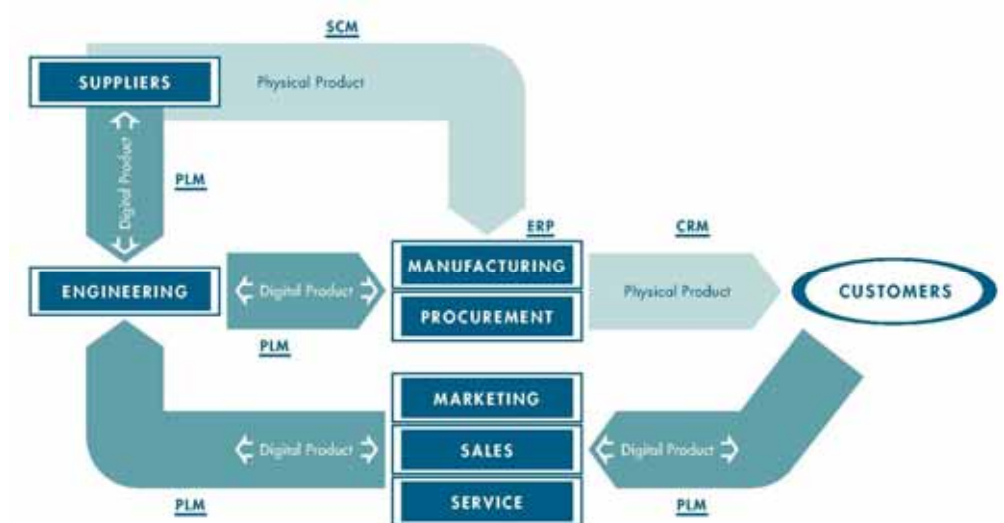 SCM
SUPPLIERS
Physical Product
Digital Product
PLM
ERP
CRM
ENGINEERING
Digital Product
MANUFACTURING
PROCUREMENT
Physical Product
CUSTOMERS
PLM
MARKETING
SALES
SERVICE
Digital Product
Digital Product
PLM
PLM